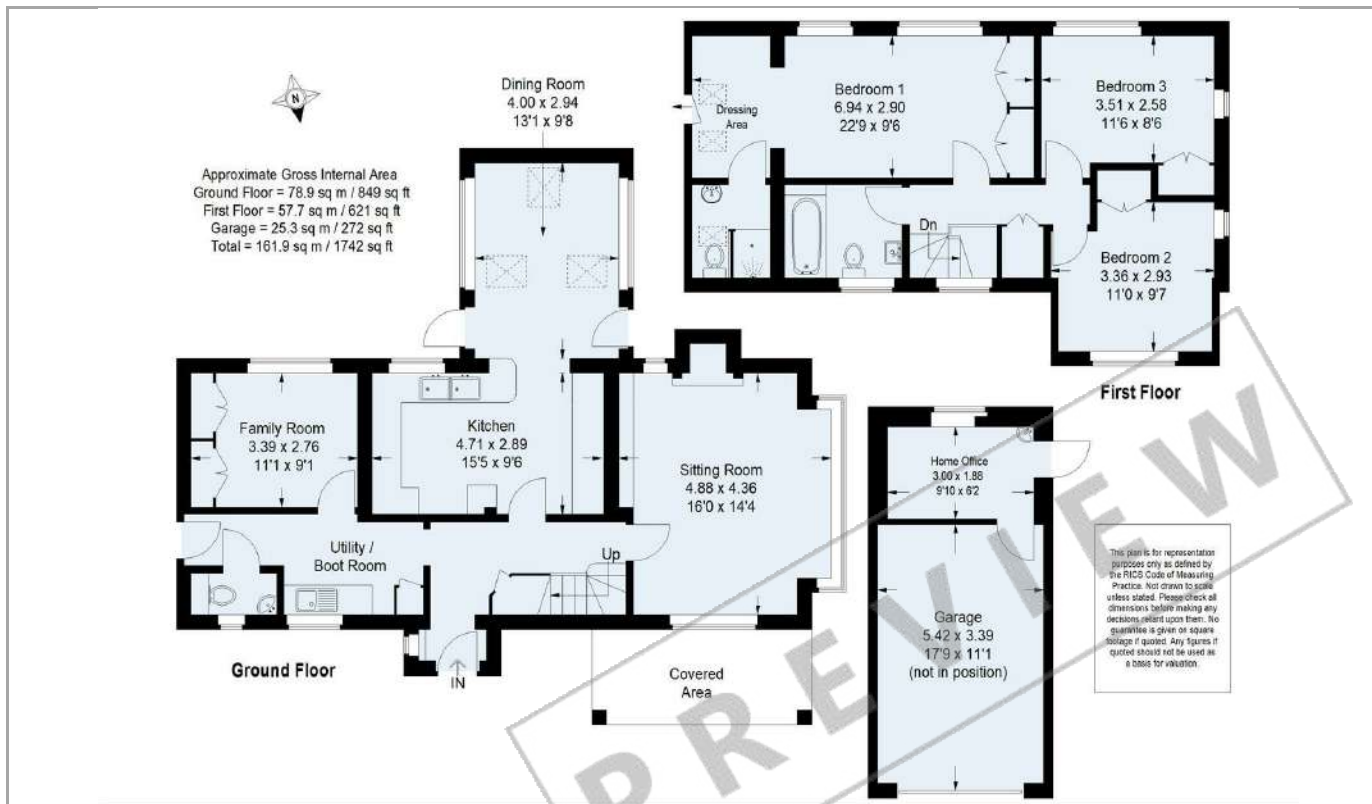 N
Approximate Gross Internal Area
Ground Floor = 78.9 sq m / 849 sq ft
First Floor = 57.7 sq m / 621 sq ft
Garage = 25.3 sq m / 272 sq ft
Total = 161.9 sq m / 1742 sq ft
Dining Room
4.00 x 2.94
13'1 x 9'8
Dressing
Area
Bedroom 1
6.94 x 2.90
22'9 x 9'6
Bedroom 3
3.51 x 2.58
11'6 x 8'6
Dn
Bedroom 2
3.36 x 2.93
11'0 x 9'7
First Floor
Family Room
3.39 x 2.76
11'1 x 9'1
Kitchen
4.71 x 2.89
15'5 x 9'6
Sitting Room
4.88 x 4.36
16'0 x 14'4
Utility /
Boot Room
Up
IN
Ground Floor
Covered
Area
Home Office
3.00 x 1.88
9'10 x 6'2
Garage
5.42 x 3.39
17'9 x 11'1
(not in position)
This plan is for representation
purposes only as defined by
the RICS Code of Measuring
Practice. Not drawn to scale
unless stated. Please check all
dimensions before making any
decisions reliant upon them. No
guarantee is given on square
footage if quoted. Any figures if
quoted should not be used as
a basis for valuation.
PREVIEW